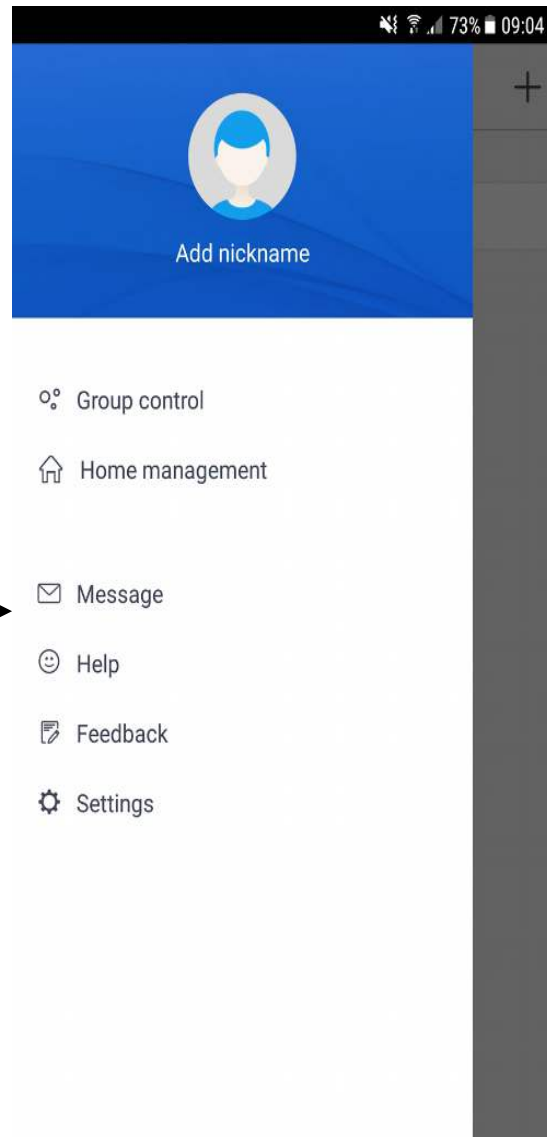 73% 09:04
Add nickname
Group control
Home management
Message
Help
Feedback
Settings